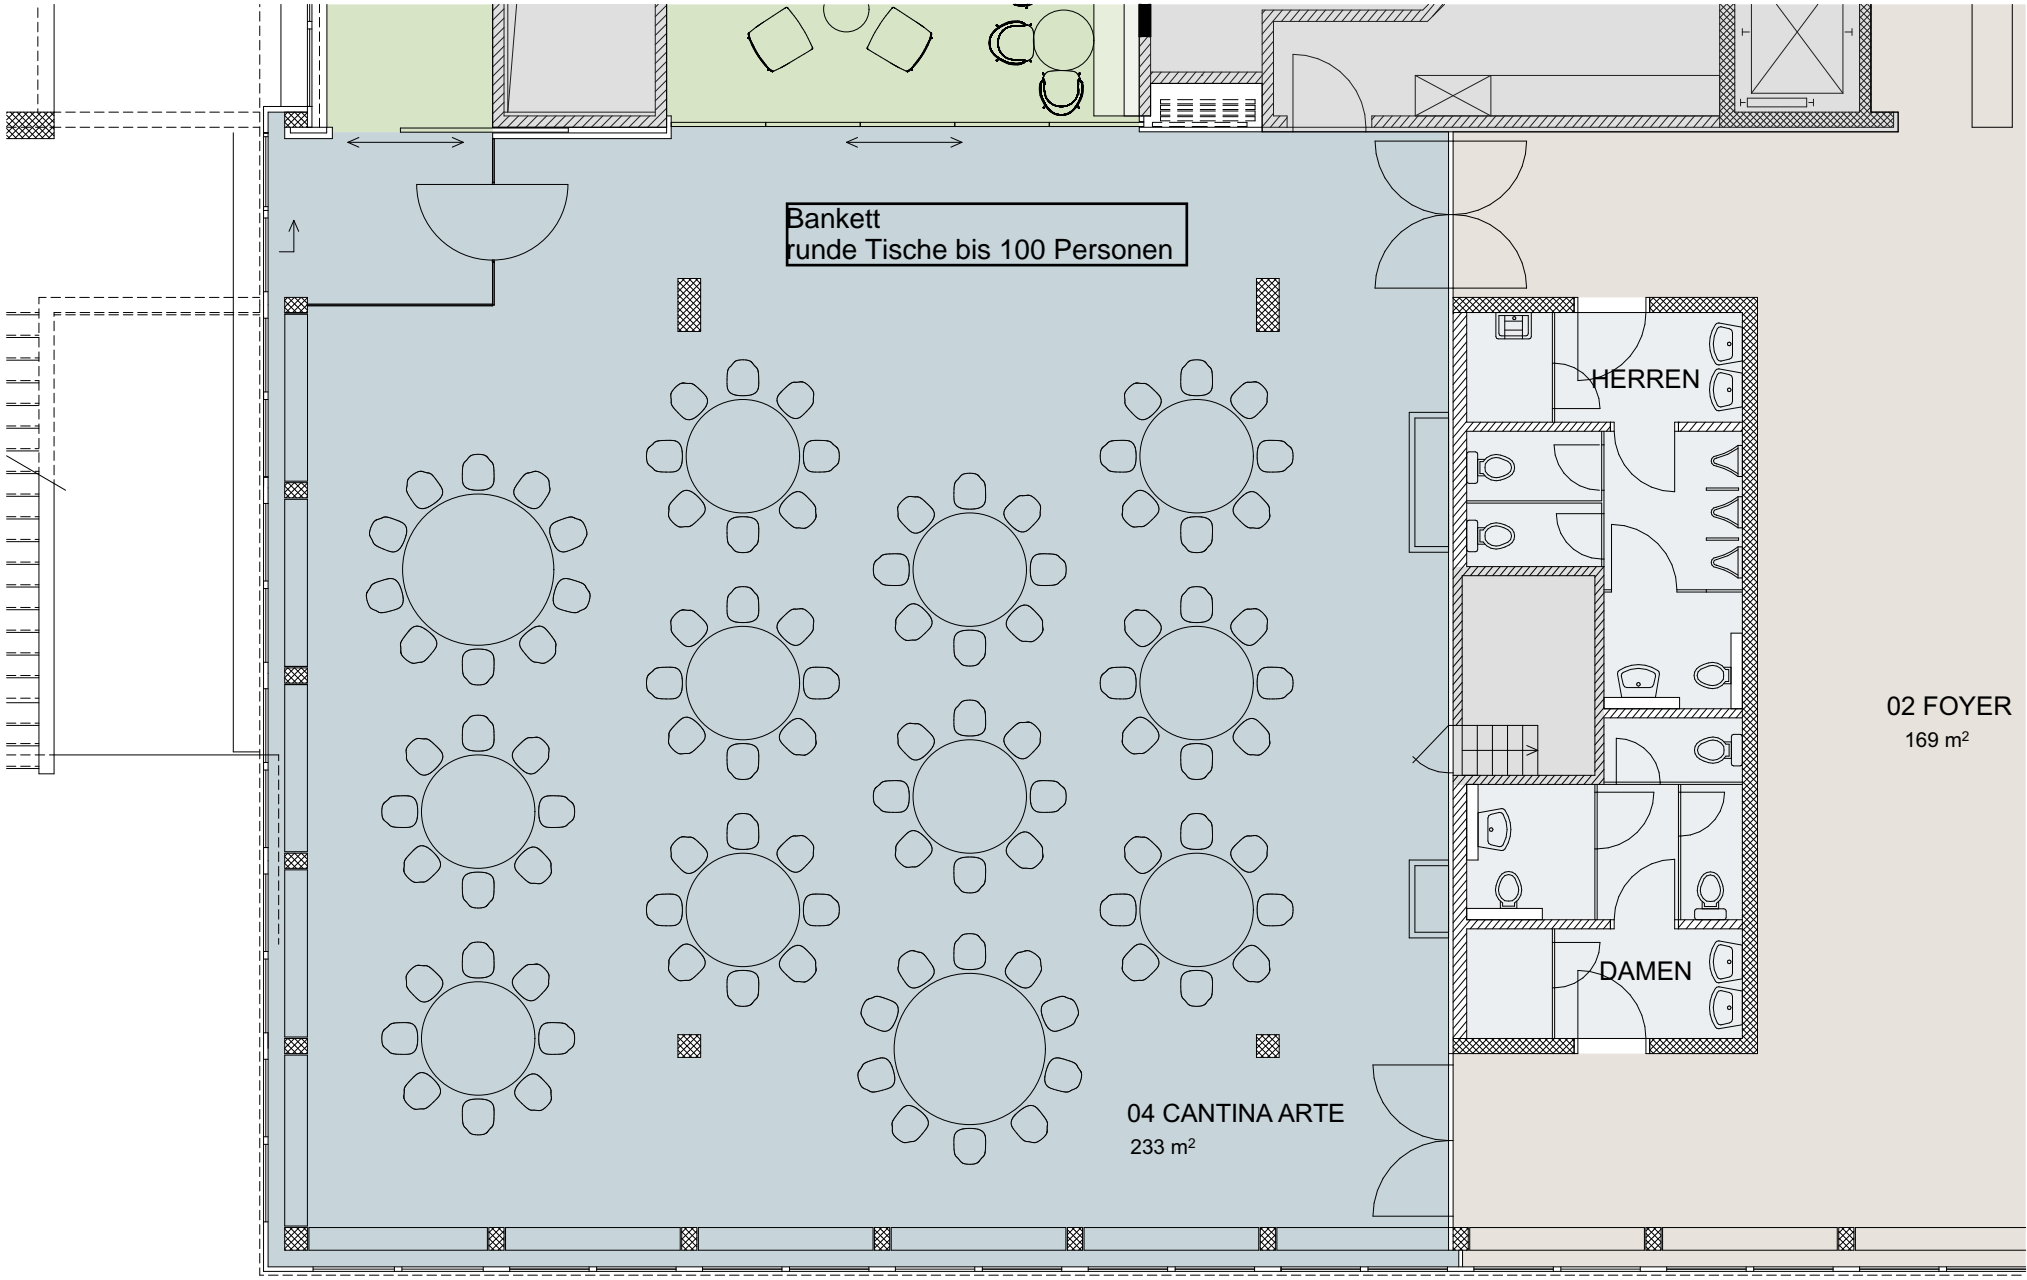 Bankett
runde Tische bis 100 Personen
HERREN
02 FOYER
169 m²
DAMEN
04 CANTINA ARTE
233 m²